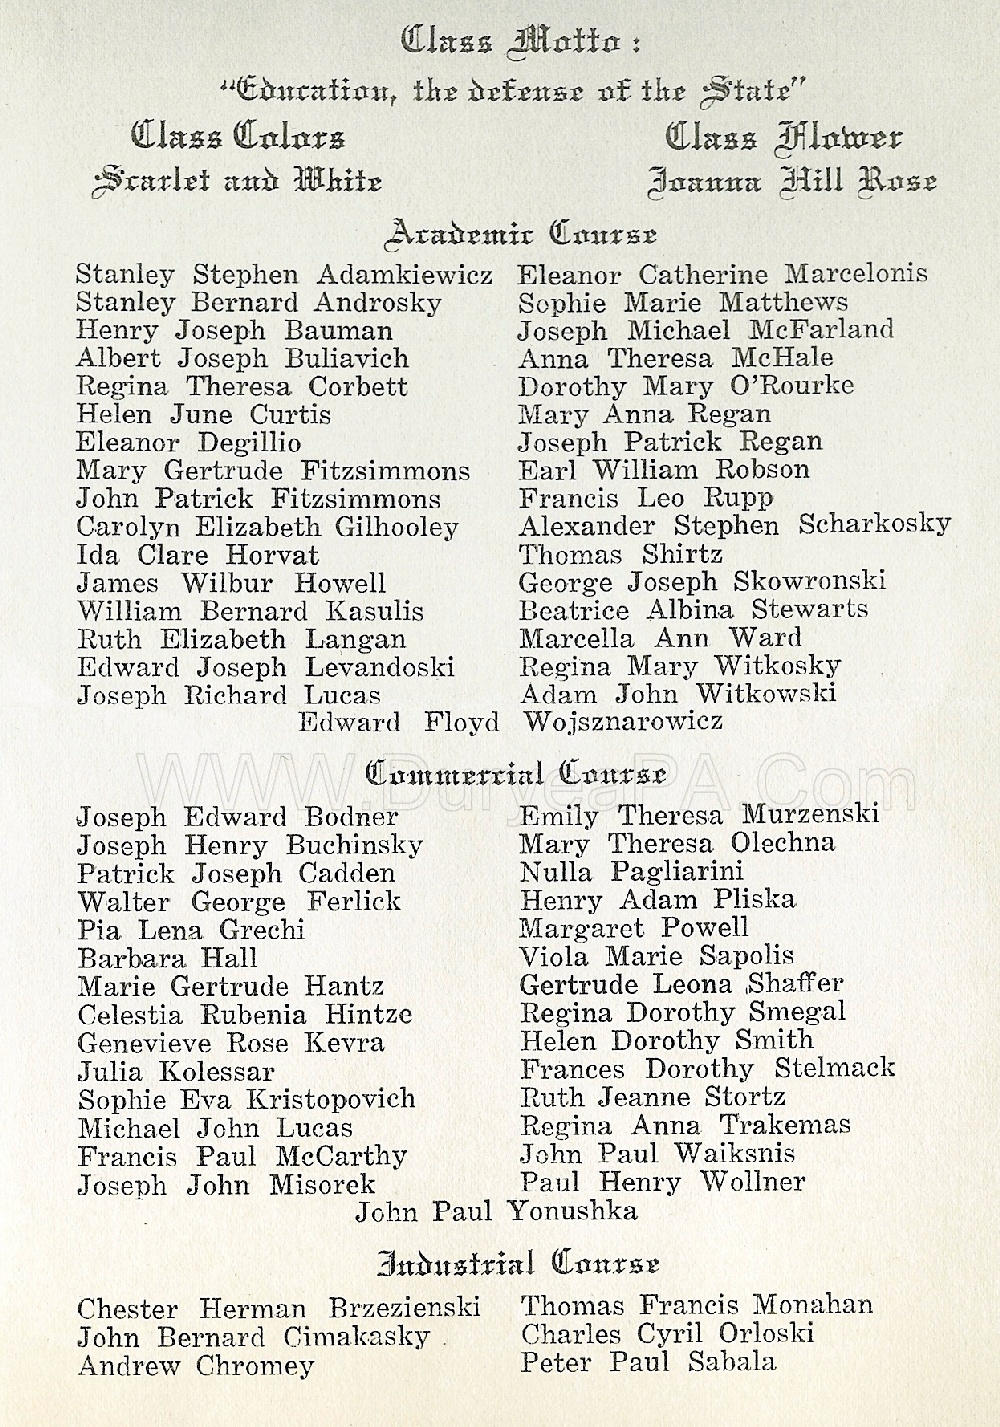 Class Motto:
"Education, the defense of the State"
Class Colors
Scarlet and White
Class Flower
Joanna Hill Rose
Academic Course
Stanley Stephen Adamkiewicz
Stanley Bernard Androsky
Henry Joseph Bauman
Albert Joseph Buliavich
Regina Theresa Corbett
Helen June Curtis
Eleanor Degillio
Mary Gertrude Fitzsimmons
John Patrick Fitzsimmons
Carolyn Elizabeth Gilhooley
Ida Clare Horvat
James Wilbur Howell
William Bernard Kasulis
Ruth Elizabeth Langan
Edward Joseph Levandoski
Joseph Richard Lucas
Eleanor Catherine Marcelonis
Sophie Marie Matthews
Joseph Michael McFarland
Anna Theresa McHale
Dorothy Mary O'Rourke
Mary Anna Regan
Joseph Patrick Regan
Earl William Robson
Francis Leo Rupp
Alexander Stephen Scharkosky
Thomas Shirtz
George Joseph Skowronski
Beatrice Albina Stewarts
Marcella Ann Ward
Regina Mary Witkosky
Adam John Witkowski
Edward Floyd Wojsznarowicz
WWW.DuryeaPA.Com
Commercial Course
Joseph Edward Bodner
Joseph Henry Buchinsky
Patrick Joseph Cadden
Walter George Ferlick
Pia Lena Grechi
Barbara Hall
Marie Gertrude Hantz
Celestia Rubenia Hintze
Genevieve Rose Kevra
Julia Kolessar
Sophie Eva Kristopovich
Michael John Lucas
Francis Paul McCarthy
Joseph John Misorek
Emily Theresa Murzenski
Mary Theresa Olechna
Nulla Pagliarini
Henry Adam Pliska
Margaret Powell
Viola Marie Sapolis
Gertrude Leona Shaffer
Regina Dorothy Smegal
Helen Dorothy Smith
Frances Dorothy Stelmack
Ruth Jeanne Stortz
Regina Anna Trakemas
John Paul Waiksnis
Paul Henry Wollner
John Paul Yonushka
Industrial Course
Chester Herman Brzezienski
John Bernard Cimakasky
Andrew Chromey
Thomas Francis Monahan
Charles Cyril Orloski
Peter Paul Sabala